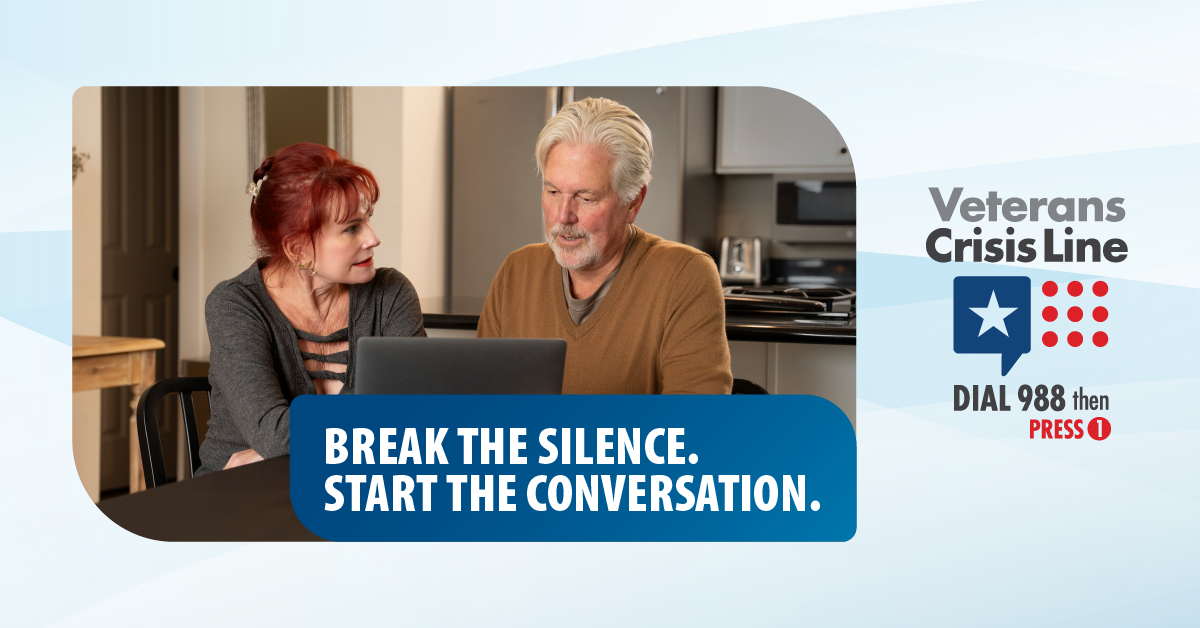 BREAK THE SILENCE.
START THE CONVERSATION.
Veterans
Crisis Line
DIAL 988 then
PRESS 1